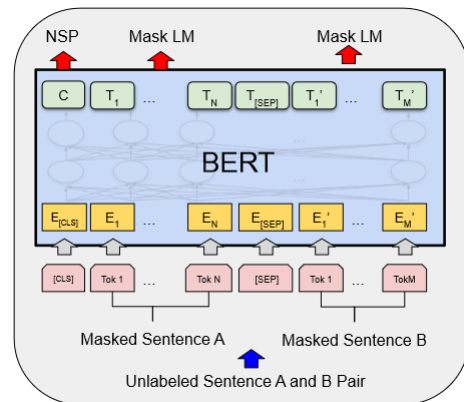 NSP Mask LM Mask LM
C T1 ... TN T[SEP] T1' ... TM'
...
BERT
...
E[CLS] E1 ... EN E[SEP] E1' ... EM'
[CLS] Tok 1 ... Tok N [SEP] Tok 1 ... TokM
Masked Sentence A Masked Sentence B
Unlabeled Sentence A and B Pair